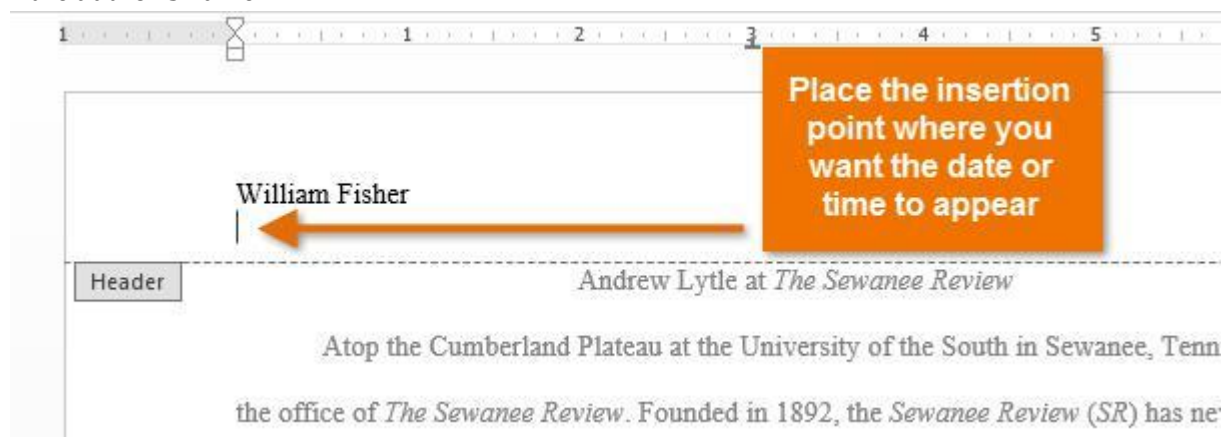 1 1 2 3 4 5
Place the insertion
point where you
want the date or
time to appear
William Fisher
Header
Andrew Lytle at The Sewanee Review
Atop the Cumberland Plateau at the University of the South in Sewanee, Tenn
the office of The Sewanee Review. Founded in 1892, the Sewanee Review (SR) has ne